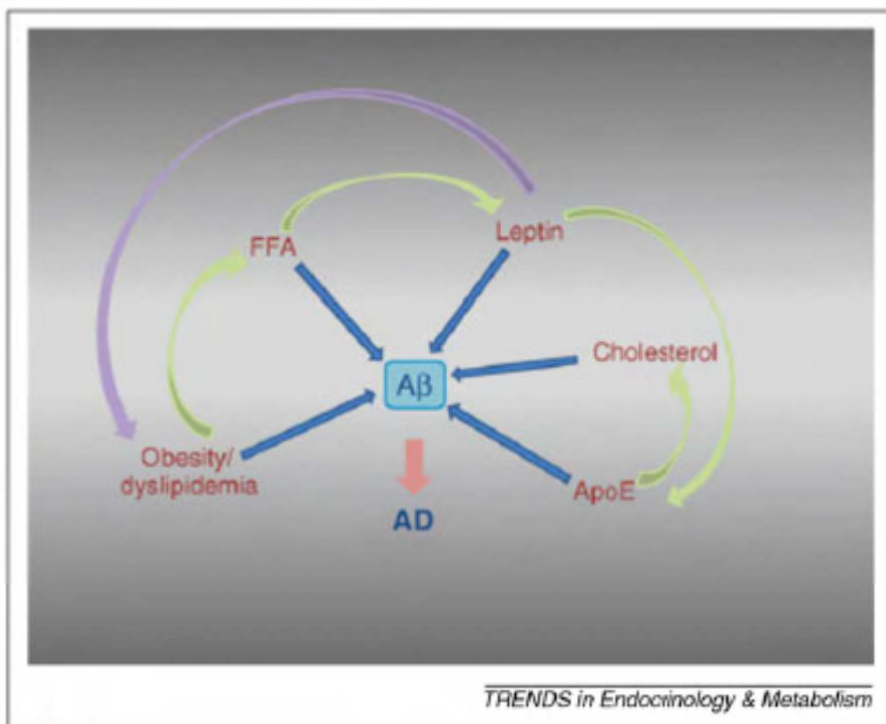 FFA
Leptin
Cholesterol
Aβ
Obesity/
dyslipidemia
ApoE
AD
TRENDS in Endocrinology & Metabolism